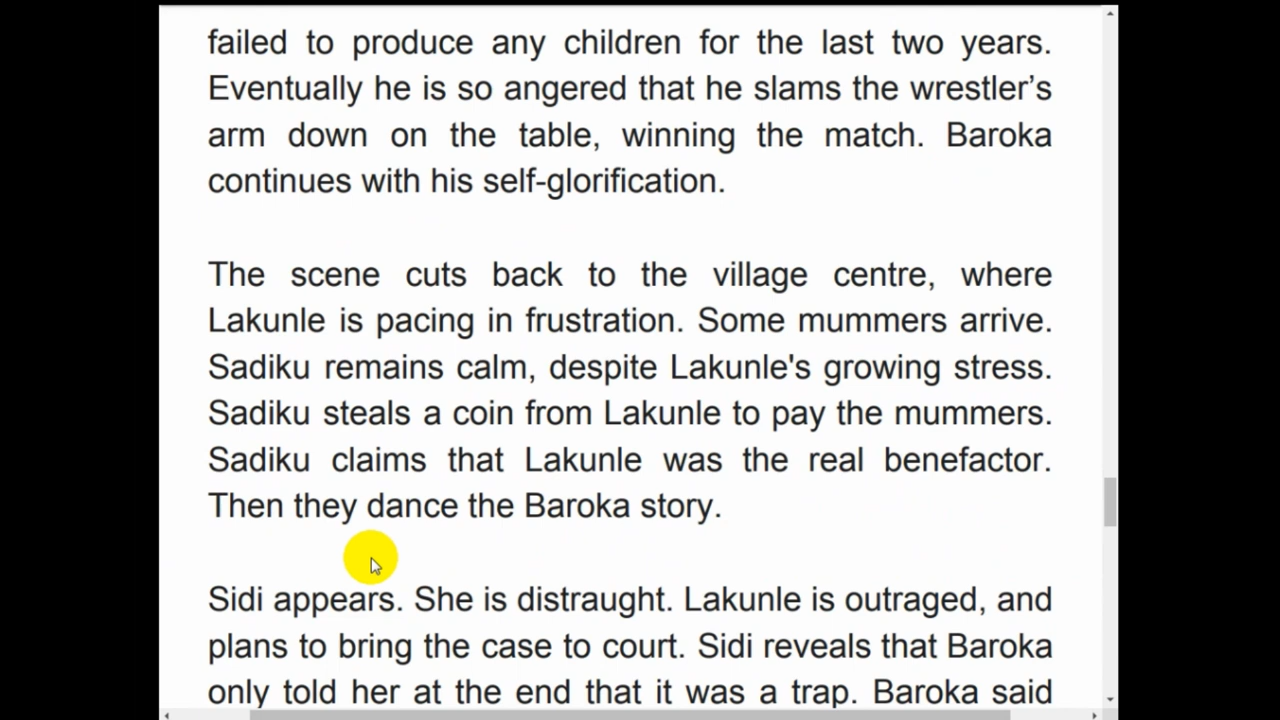 failed to produce any children for the last two years.
Eventually he is so angered that he slams the wrestler’s
arm down on the table, winning the match. Baroka
continues with his self-glorification.
The scene cuts back to the village centre, where
Lakunle is pacing in frustration. Some mummers arrive.
Sadiku remains calm, despite Lakunle's growing stress.
Sadiku steals a coin from Lakunle to pay the mummers.
Sadiku claims that Lakunle was the real benefactor.
Then they dance the Baroka story.
Sidi appears. She is distraught. Lakunle is outraged, and
plans to bring the case to court. Sidi reveals that Baroka
only told her at the end that it was a trap. Baroka said